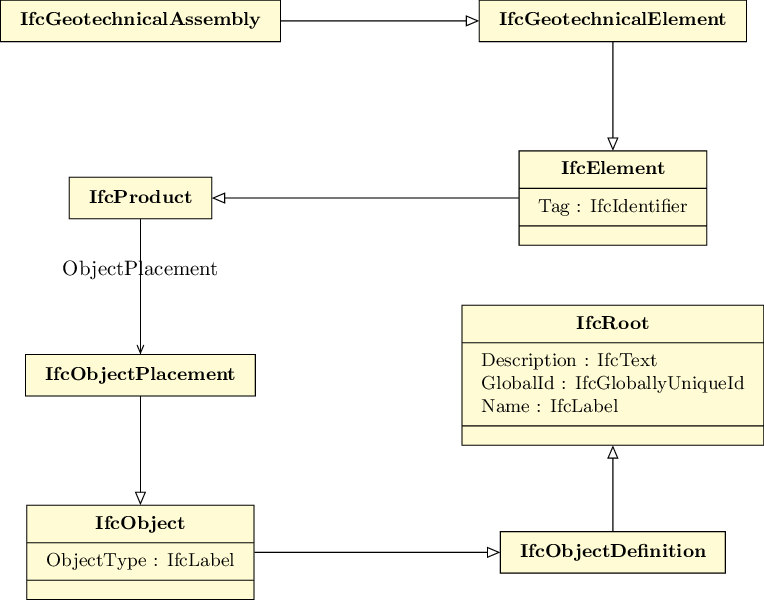 IfcGeotechnicalAssembly
IfcGeotechnicalElement
IfcElement
Tag : IfcIdentifier
IfcProduct
ObjectPlacement
IfcObjectPlacement
IfcRoot
Description : IfcText
GlobalId : IfcGloballyUniqueId
Name : IfcLabel
IfcObject
ObjectType : IfcLabel
IfcObjectDefinition